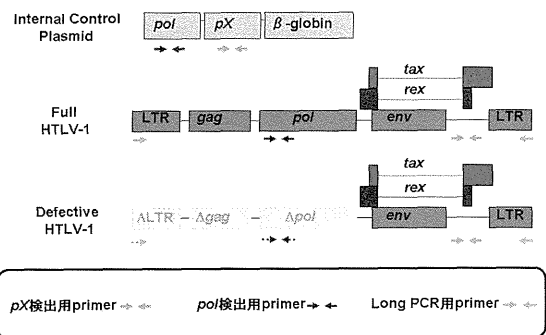 Internal Control
Plasmid
pol pX β-globin
tax
rex
Full
HTLV-1
LTR gag pol env LTR
tax
rex
Defective
HTLV-1
ΔLTR Δgag Δpol env LTR
pX検出用primer pol検出用primer Long PCR用primer